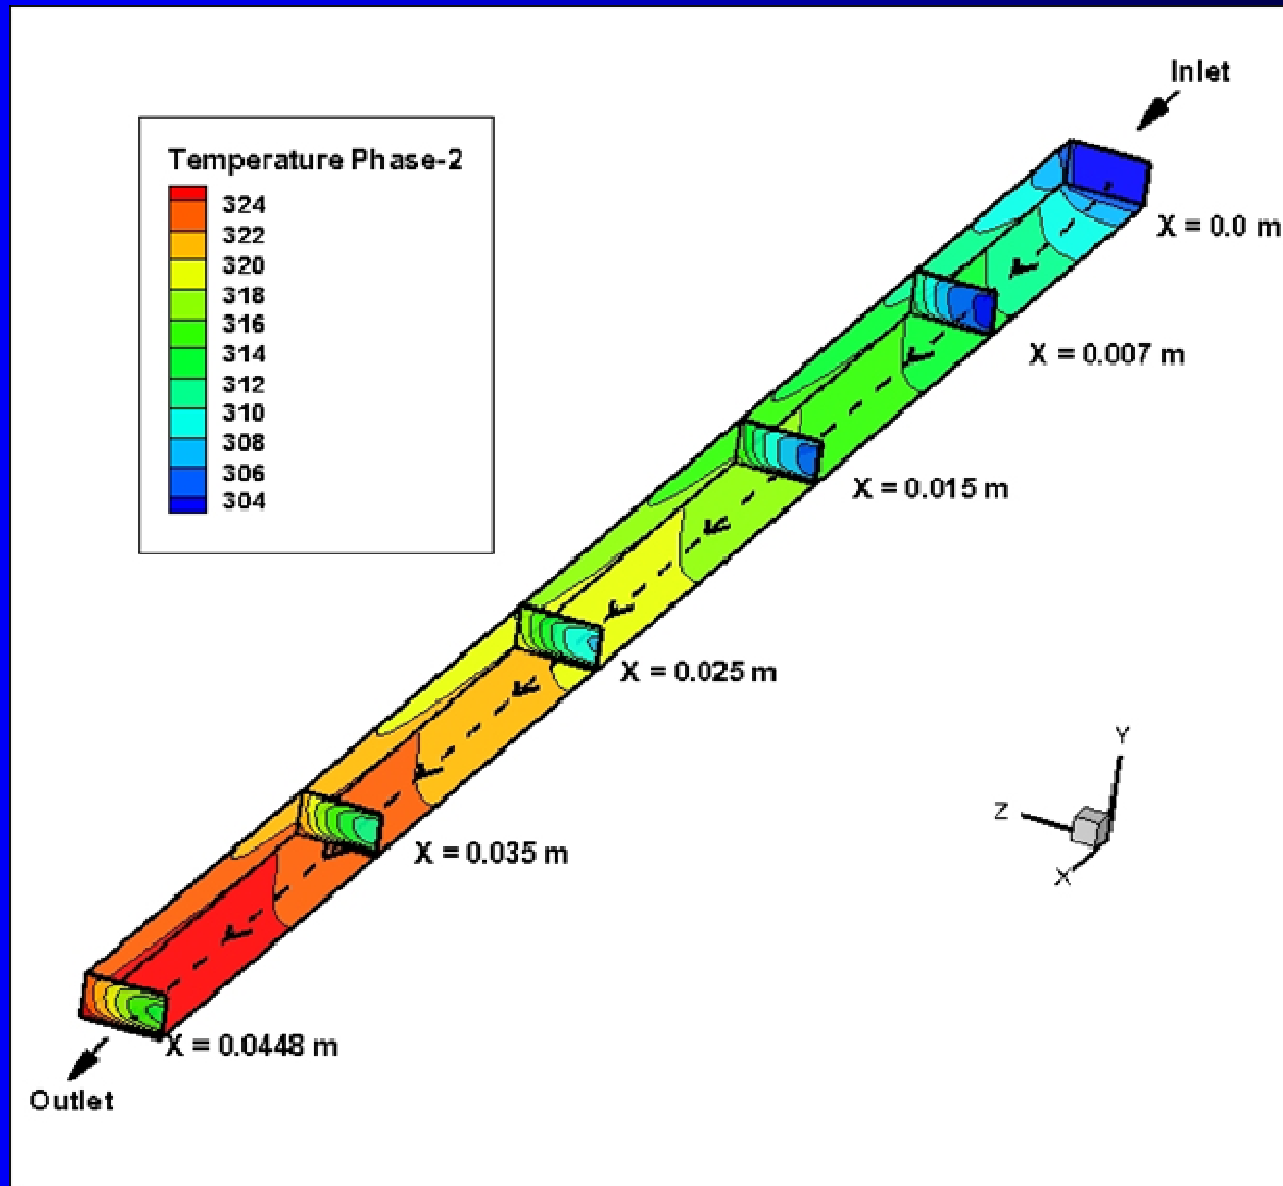 Inlet
Temperature Phase-2
324
322
320
318
316
314
312
310
308
306
304
X = 0.0 m
X = 0.007 m
X = 0.015 m
X = 0.025 m
Y
Z
X
X = 0.035 m
X = 0.0448 m
Outlet